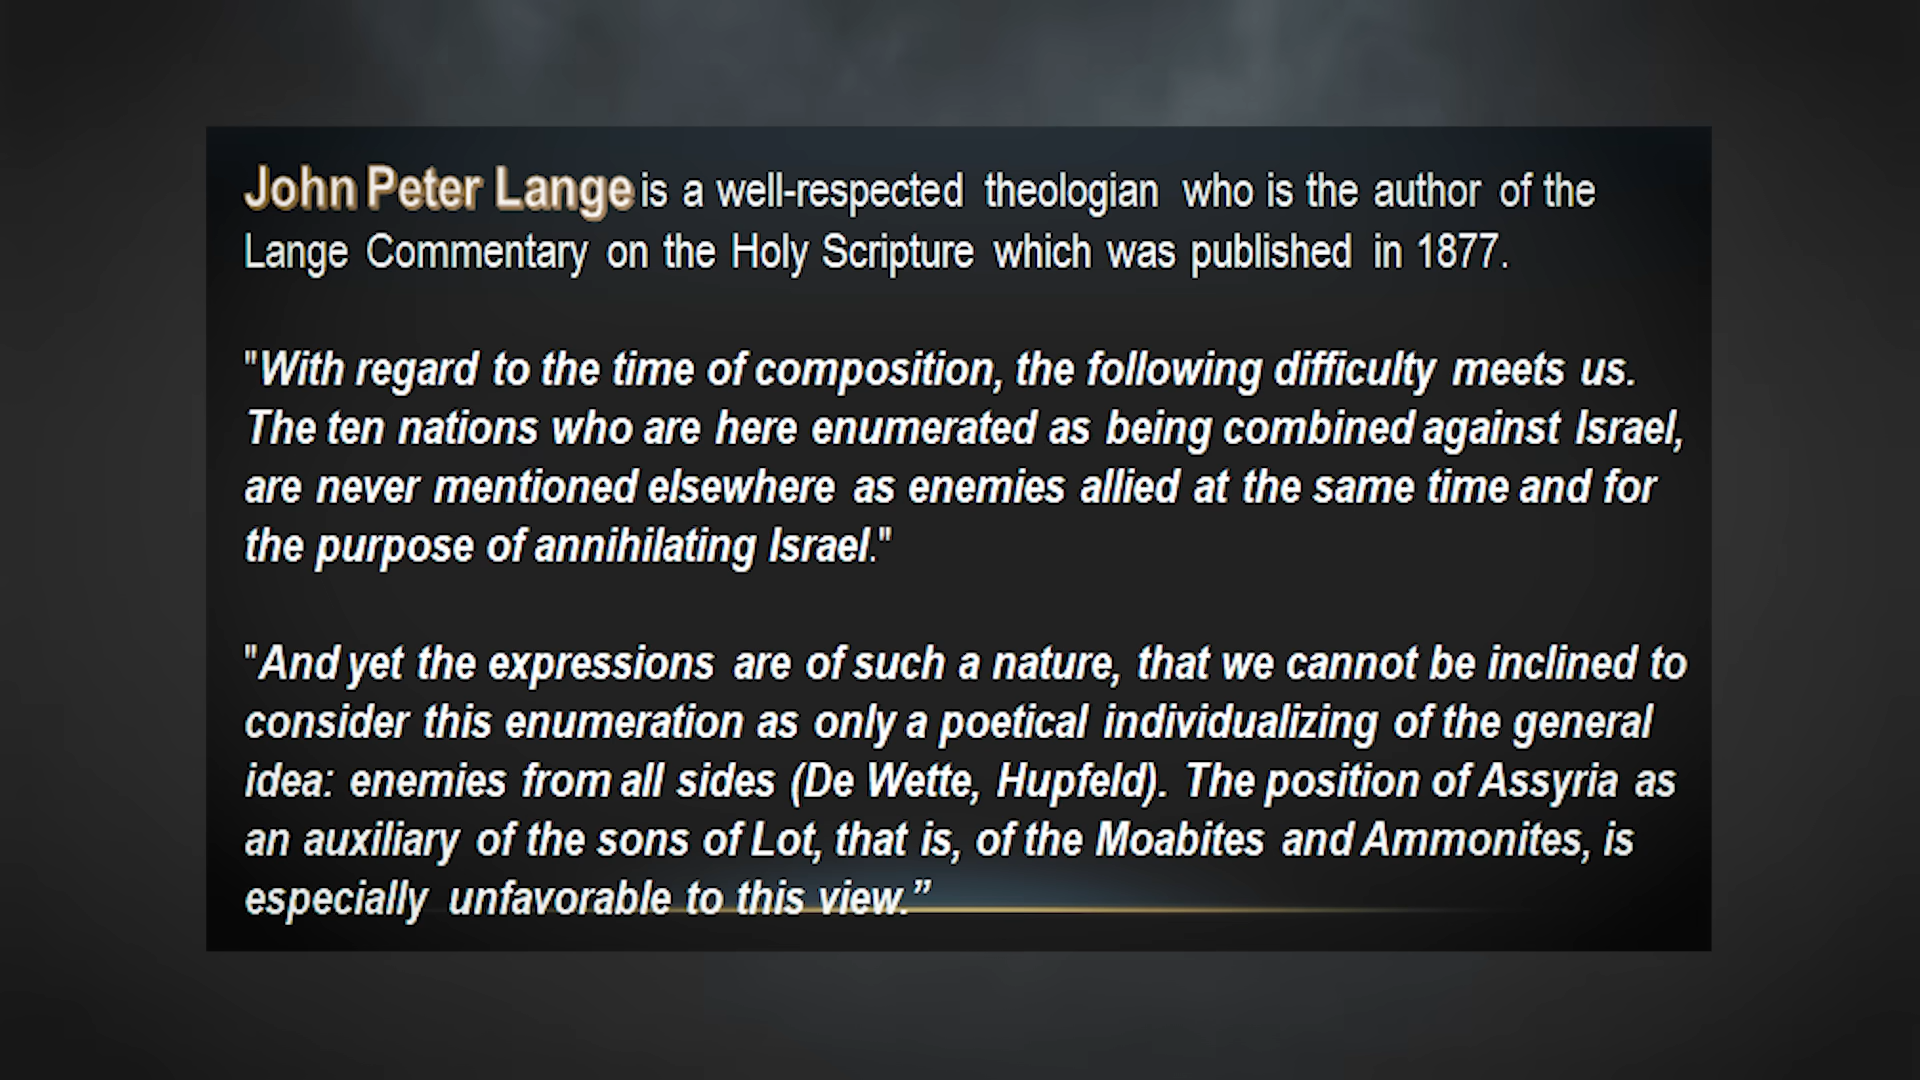 John Peter Lange is a well-respected theologian who is the author of the
Lange Commentary on the Holy Scripture which was published in 1877.
"With regard to the time of composition, the following difficulty meets us.
The ten nations who are here enumerated as being combined against Israel,
are never mentioned elsewhere as enemies allied at the same time and for
the purpose of annihilating Israel."
"And yet the expressions are of such a nature, that we cannot be inclined to
consider this enumeration as only a poetical individualizing of the general
idea: enemies from all sides (De Wette, Hupfeld). The position of Assyria as
an auxiliary of the sons of Lot, that is, of the Moabites and Ammonites, is
especially unfavorable to this view.”